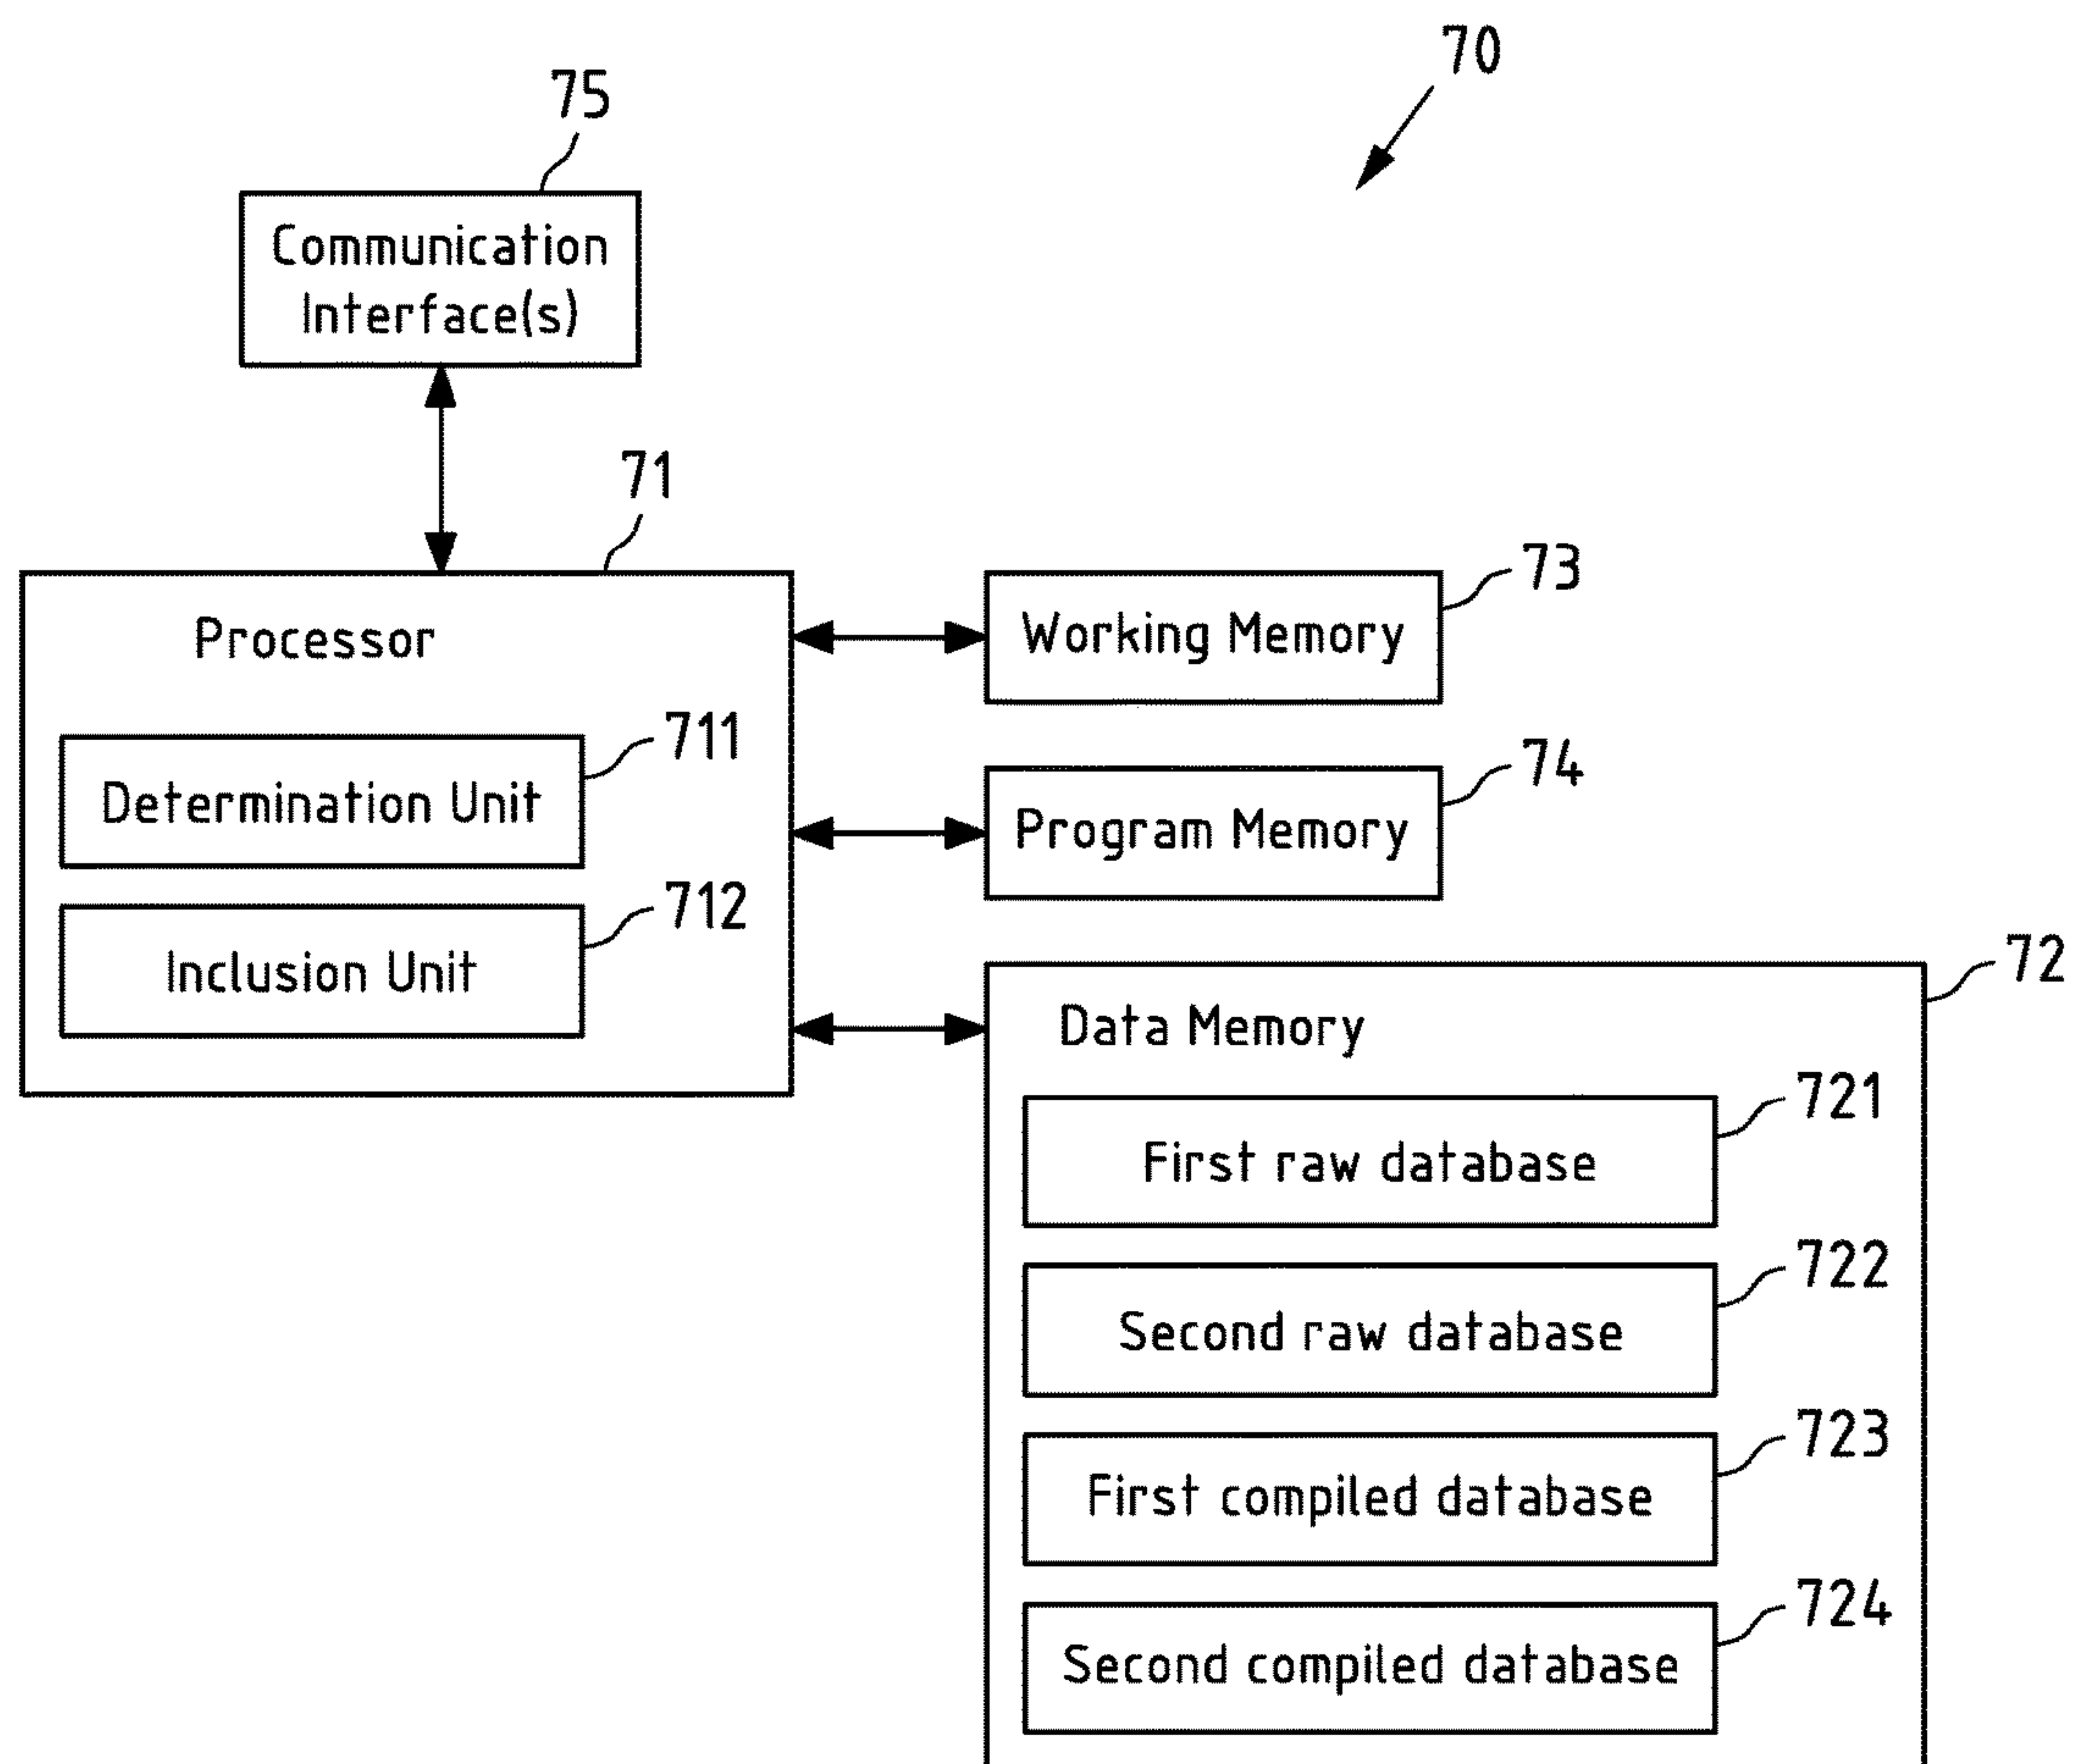 70
75
Communication
Interface(s)
71
Processor
711
Determination Unit
712
Inclusion Unit
73
Working Memory
74
Program Memory
72
Data Memory
721
First raw database
722
Second raw database
723
First compiled database
724
Second compiled database